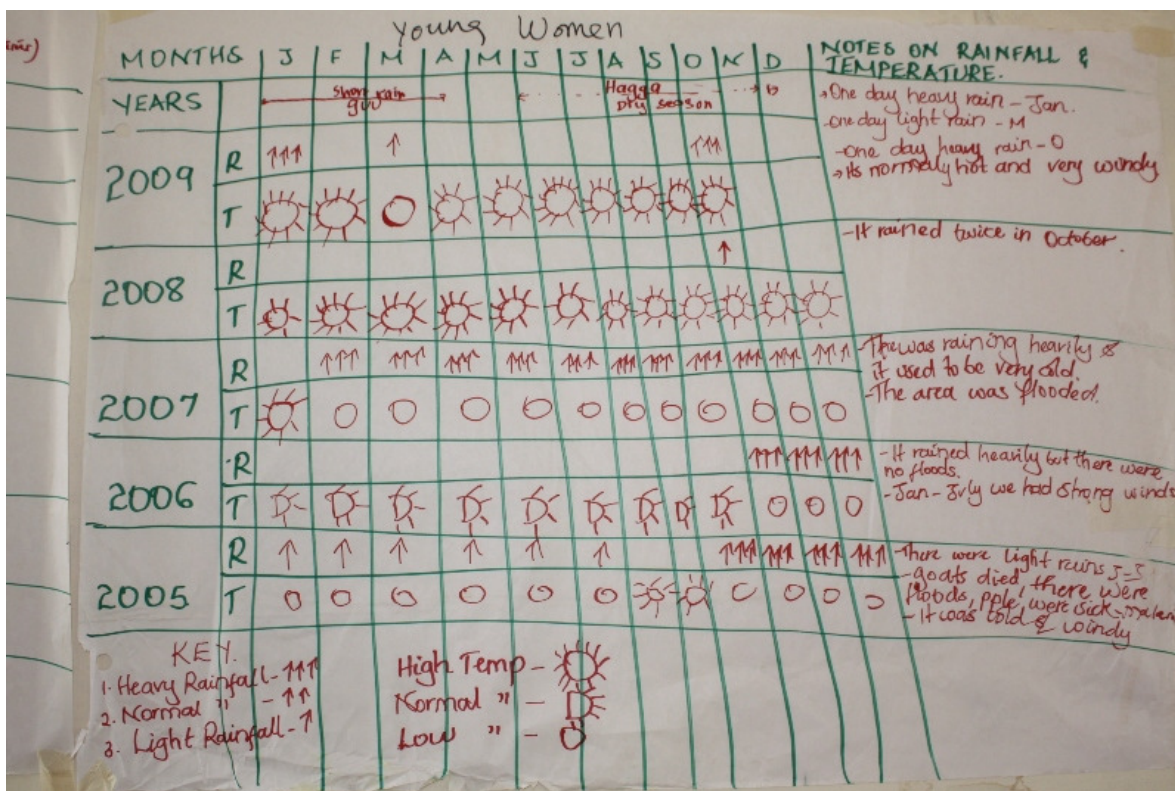 Young Women
MONTHS J F M A M J J A S O N D NOTES ON RAINFALL &
TEMPERATURE.
YEARS short rain Hagga D
guu Dry season
→One day heavy rain - Jan.
-one day light rain - M
-One day heavy rain - O
→Its normally hot and very windy
2009 R
T
-It rained twice in October.
2008 R
T
-The was raining heavily &
it used to be very cold.
-The area was flooded.
2007 R
T
-It rained heavily but there were
no floods.
-Jan - July we had strong winds
2006 R
T
-There were light rains J-J
-goats died, there were
floods, pple, were sick
-It was cold & windy
2005 R
T
KEY.
1. Heavy Rainfall - ↑↑↑
2. Normal " - ↑↑
3. Light Rainfall - ↑
High Temp -
Normal " -
Low " -